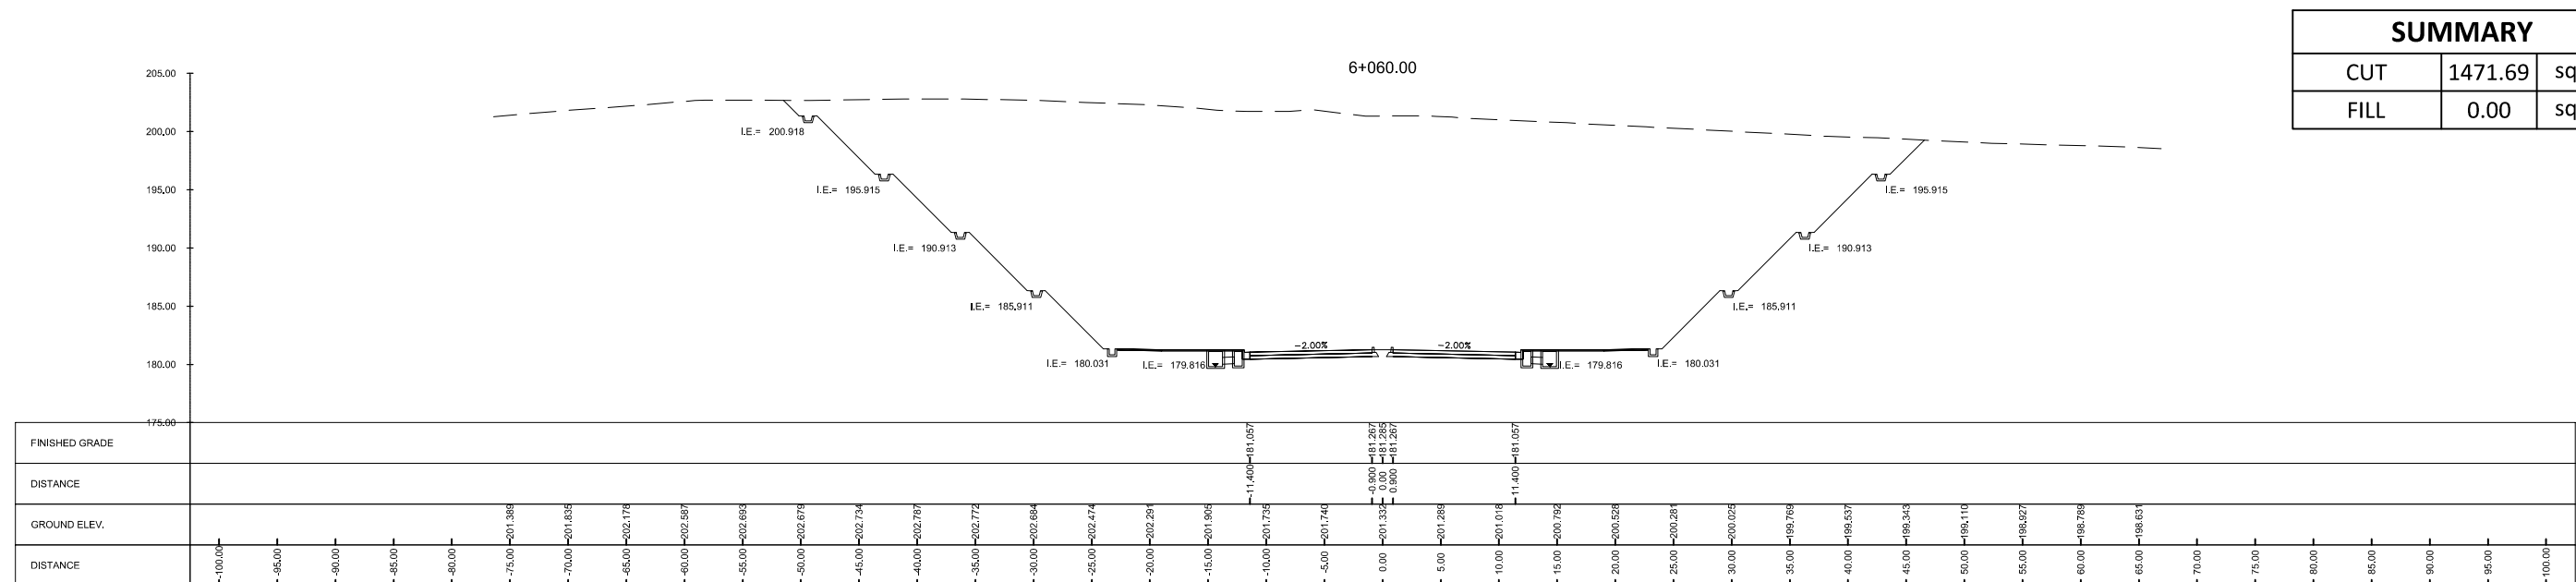 SUMMARY
CUT 1471.69 sq
FILL 0.00 sq
6+060.00
205.00
200.00
195.00
190.00
185.00
180.00
175.00
I.E.= 200.918
I.E.= 195.915
I.E.= 190.913
I.E.= 185.911
I.E.= 180.031
I.E.= 179.816
-2.00%
-2.00%
I.E.= 179.816
I.E.= 180.031
I.E.= 185.911
I.E.= 190.913
I.E.= 195.915
FINISHED GRADE 181.057 181.267 181.285 181.267 181.057
DISTANCE -11.400 -0.900 0.00 0.900 11.400
GROUND ELEV. 201.389 201.835 202.178 202.587 202.693 202.679 202.734 202.787 202.772 202.684 202.474 202.291 201.905 201.735 201.740 201.332 201.289 201.018 200.792 200.528 200.281 200.025 199.769 199.537 199.343 199.110 198.927 198.789 198.631
DISTANCE -100.00 -95.00 -90.00 -85.00 -80.00 -75.00 -70.00 -65.00 -60.00 -55.00 -50.00 -45.00 -40.00 -35.00 -30.00 -25.00 -20.00 -15.00 -10.00 -5.00 0.00 5.00 10.00 15.00 20.00 25.00 30.00 35.00 40.00 45.00 50.00 55.00 60.00 65.00 70.00 75.00 80.00 85.00 90.00 95.00 100.00